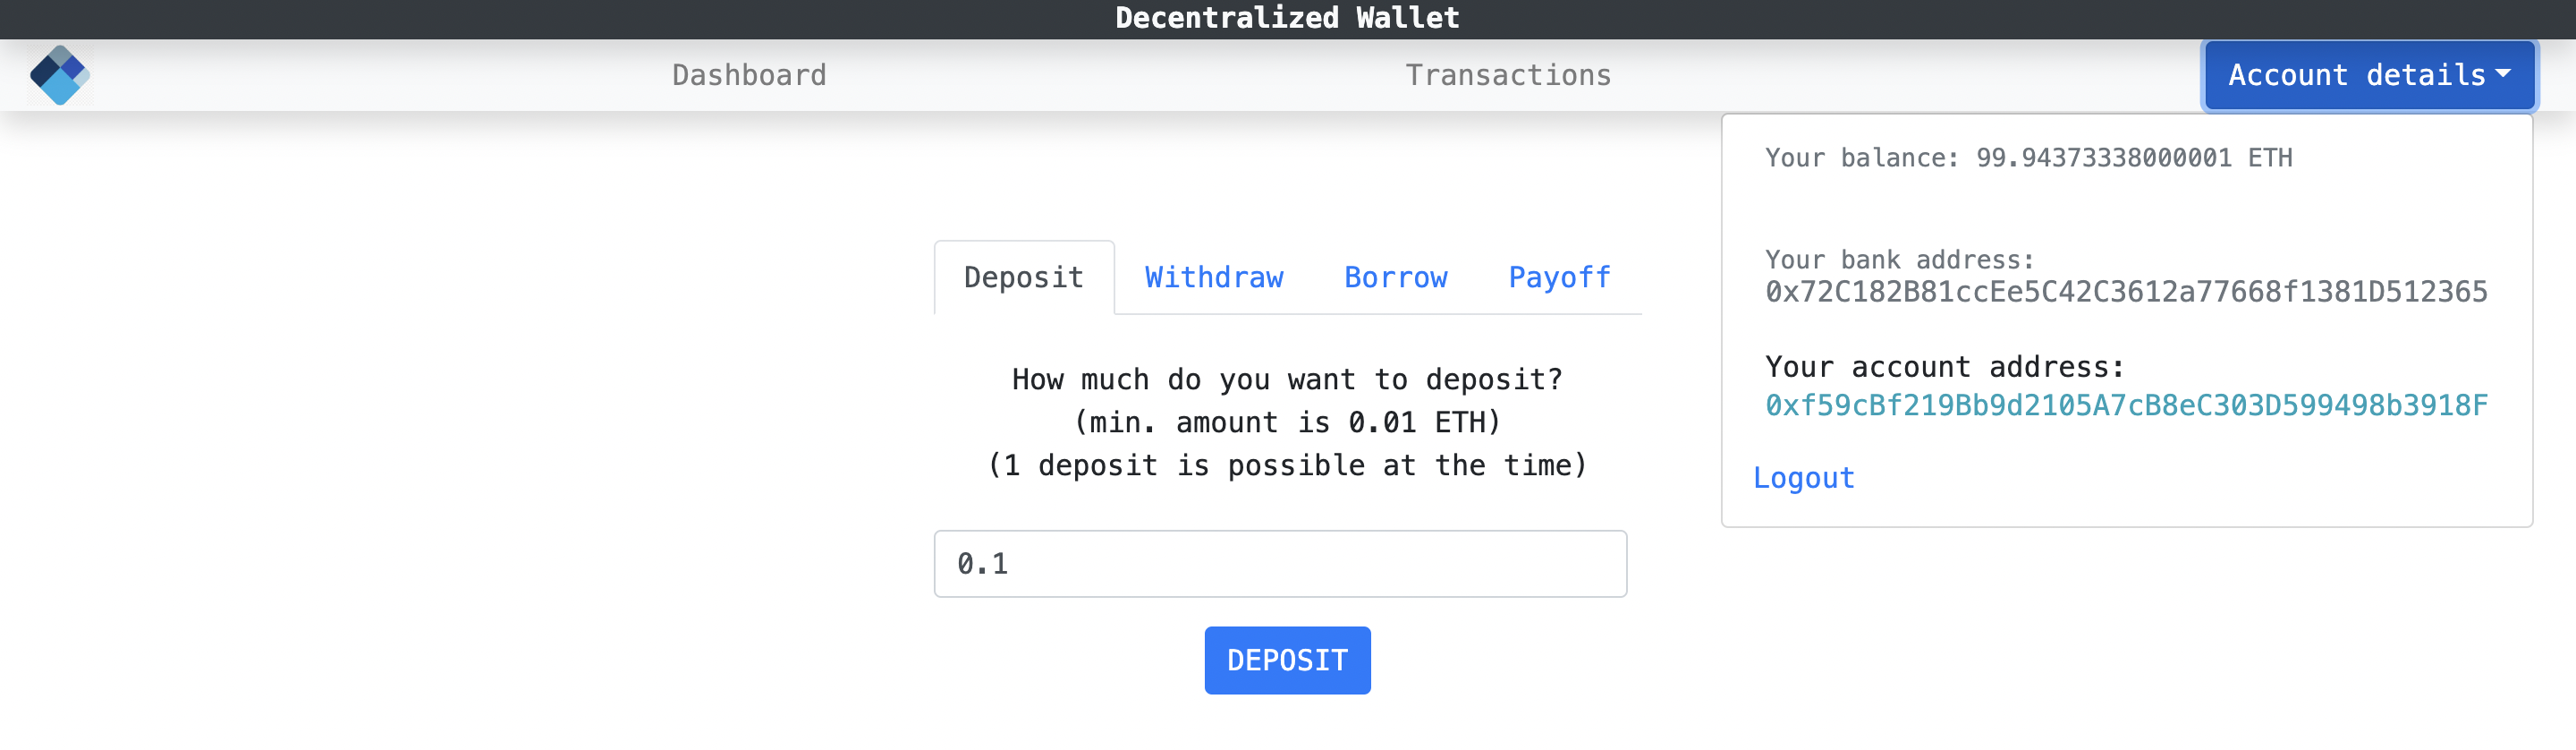 Decentralized Wallet
Dashboard
Transactions
Account details
Your balance: 99.94373338000001 ETH
Your bank address:
0x72C182B81ccEe5C42C3612a77668f1381D512365
Your account address:
0xf59cBf219Bb9d2105A7cB8eC303D599498b3918F
Logout
Deposit
Withdraw
Borrow
Payoff
How much do you want to deposit?
(min. amount is 0.01 ETH)
(1 deposit is possible at the time)
0.1
DEPOSIT